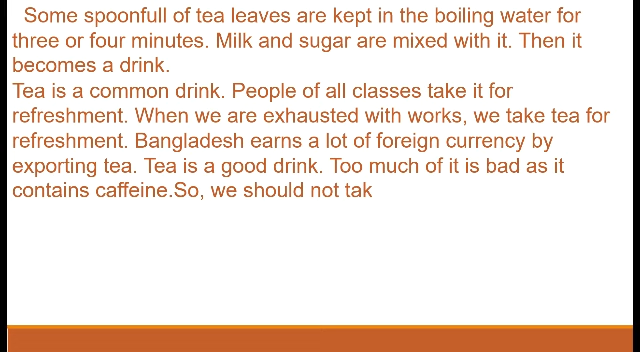 Some spoonfull of tea leaves are kept in the boiling water for
three or four minutes. Milk and sugar are mixed with it. Then it
becomes a drink.
Tea is a common drink. People of all classes take it for
refreshment. When we are exhausted with works, we take tea for
refreshment. Bangladesh earns a lot of foreign currency by
exporting tea. Tea is a good drink. Too much of it is bad as it
contains caffeine.So, we should not tak